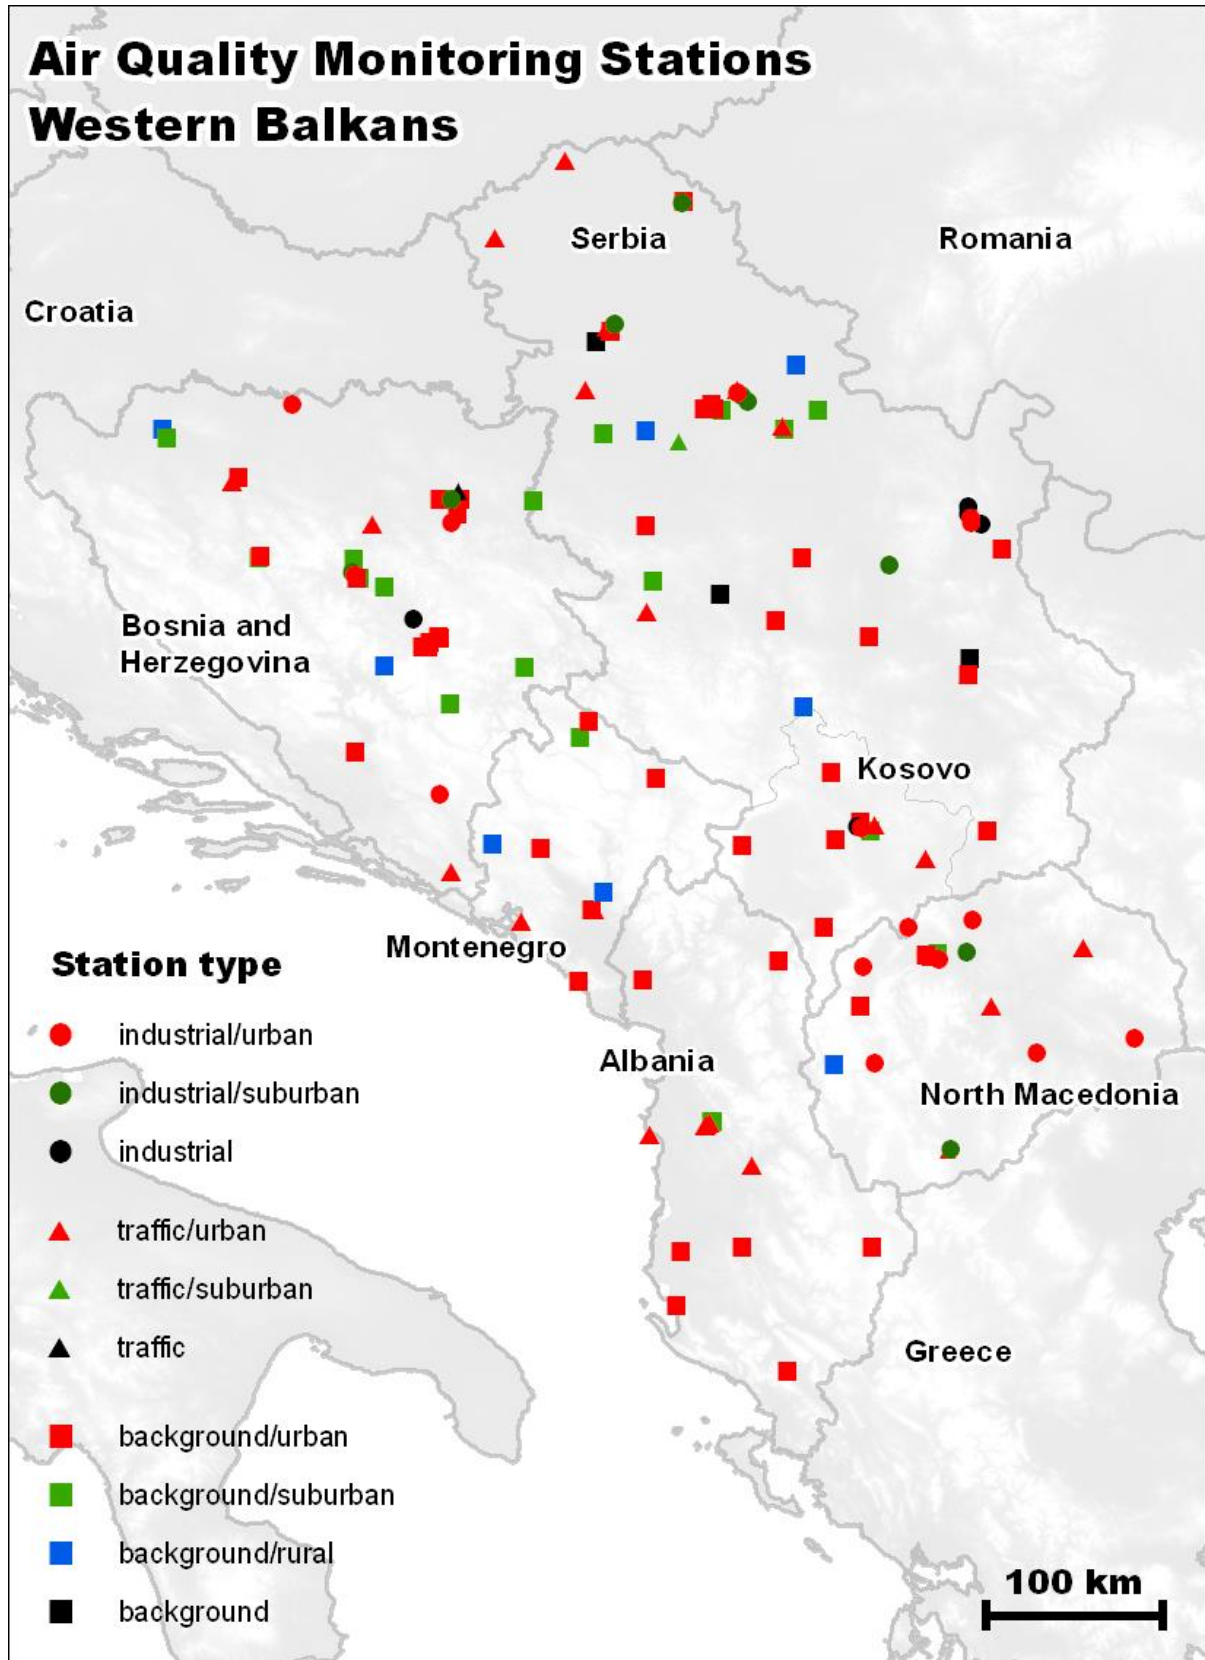 Air Quality Monitoring Stations
Western Balkans
Serbia
Romania
Croatia
Bosnia and
Herzegovina
Kosovo
Montenegro
Albania
North Macedonia
Greece
Station type
industrial/urban
industrial/suburban
industrial
traffic/urban
traffic/suburban
traffic
background/urban
background/suburban
background/rural
background
100 km